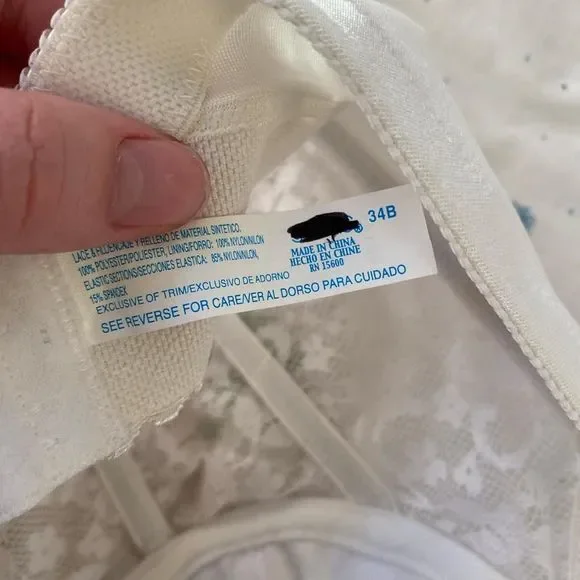 LACE & FUENCAJE Y RELLENO DE MATERIAL SINTETICO,
100% POLYESTER/POLIESTER, LINING/FORRO: 100% NYLON/NILON
ELASTIC SECTIONS/SECCIONES ELASTICA: 85% NYLON/NILON,
15% SPANDEX
EXCLUSIVE OF TRIM/EXCLUSIVO DE ADORNO
SEE REVERSE FOR CARE/VER AL DORSO PARA CUIDADO
® 34B
MADE IN CHINA
HECHO EN CHINE
RN 15600